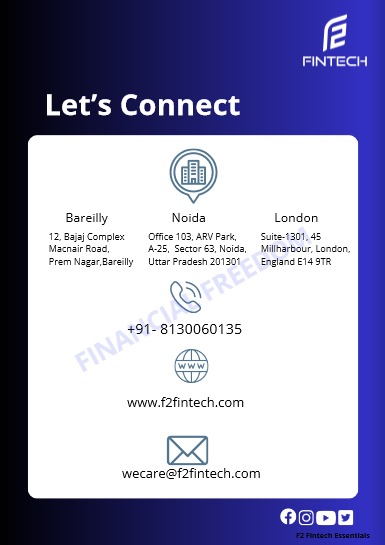 F2
FINTECH
Let's Connect
Bareilly
12, Bajaj Complex
Macnair Road,
Prem Nagar,Bareilly
Noida
Office 103, ARV Park,
A-25, Sector 63, Noida,
Uttar Pradesh 201301
London
Suite-1301, 45
Millharbour, London,
England E14 9TR
FINANCIAL FREEDOM
+91- 8130060135
WWW
www.f2fintech.com
wecare@f2fintech.com
F2 Fintech Essentials